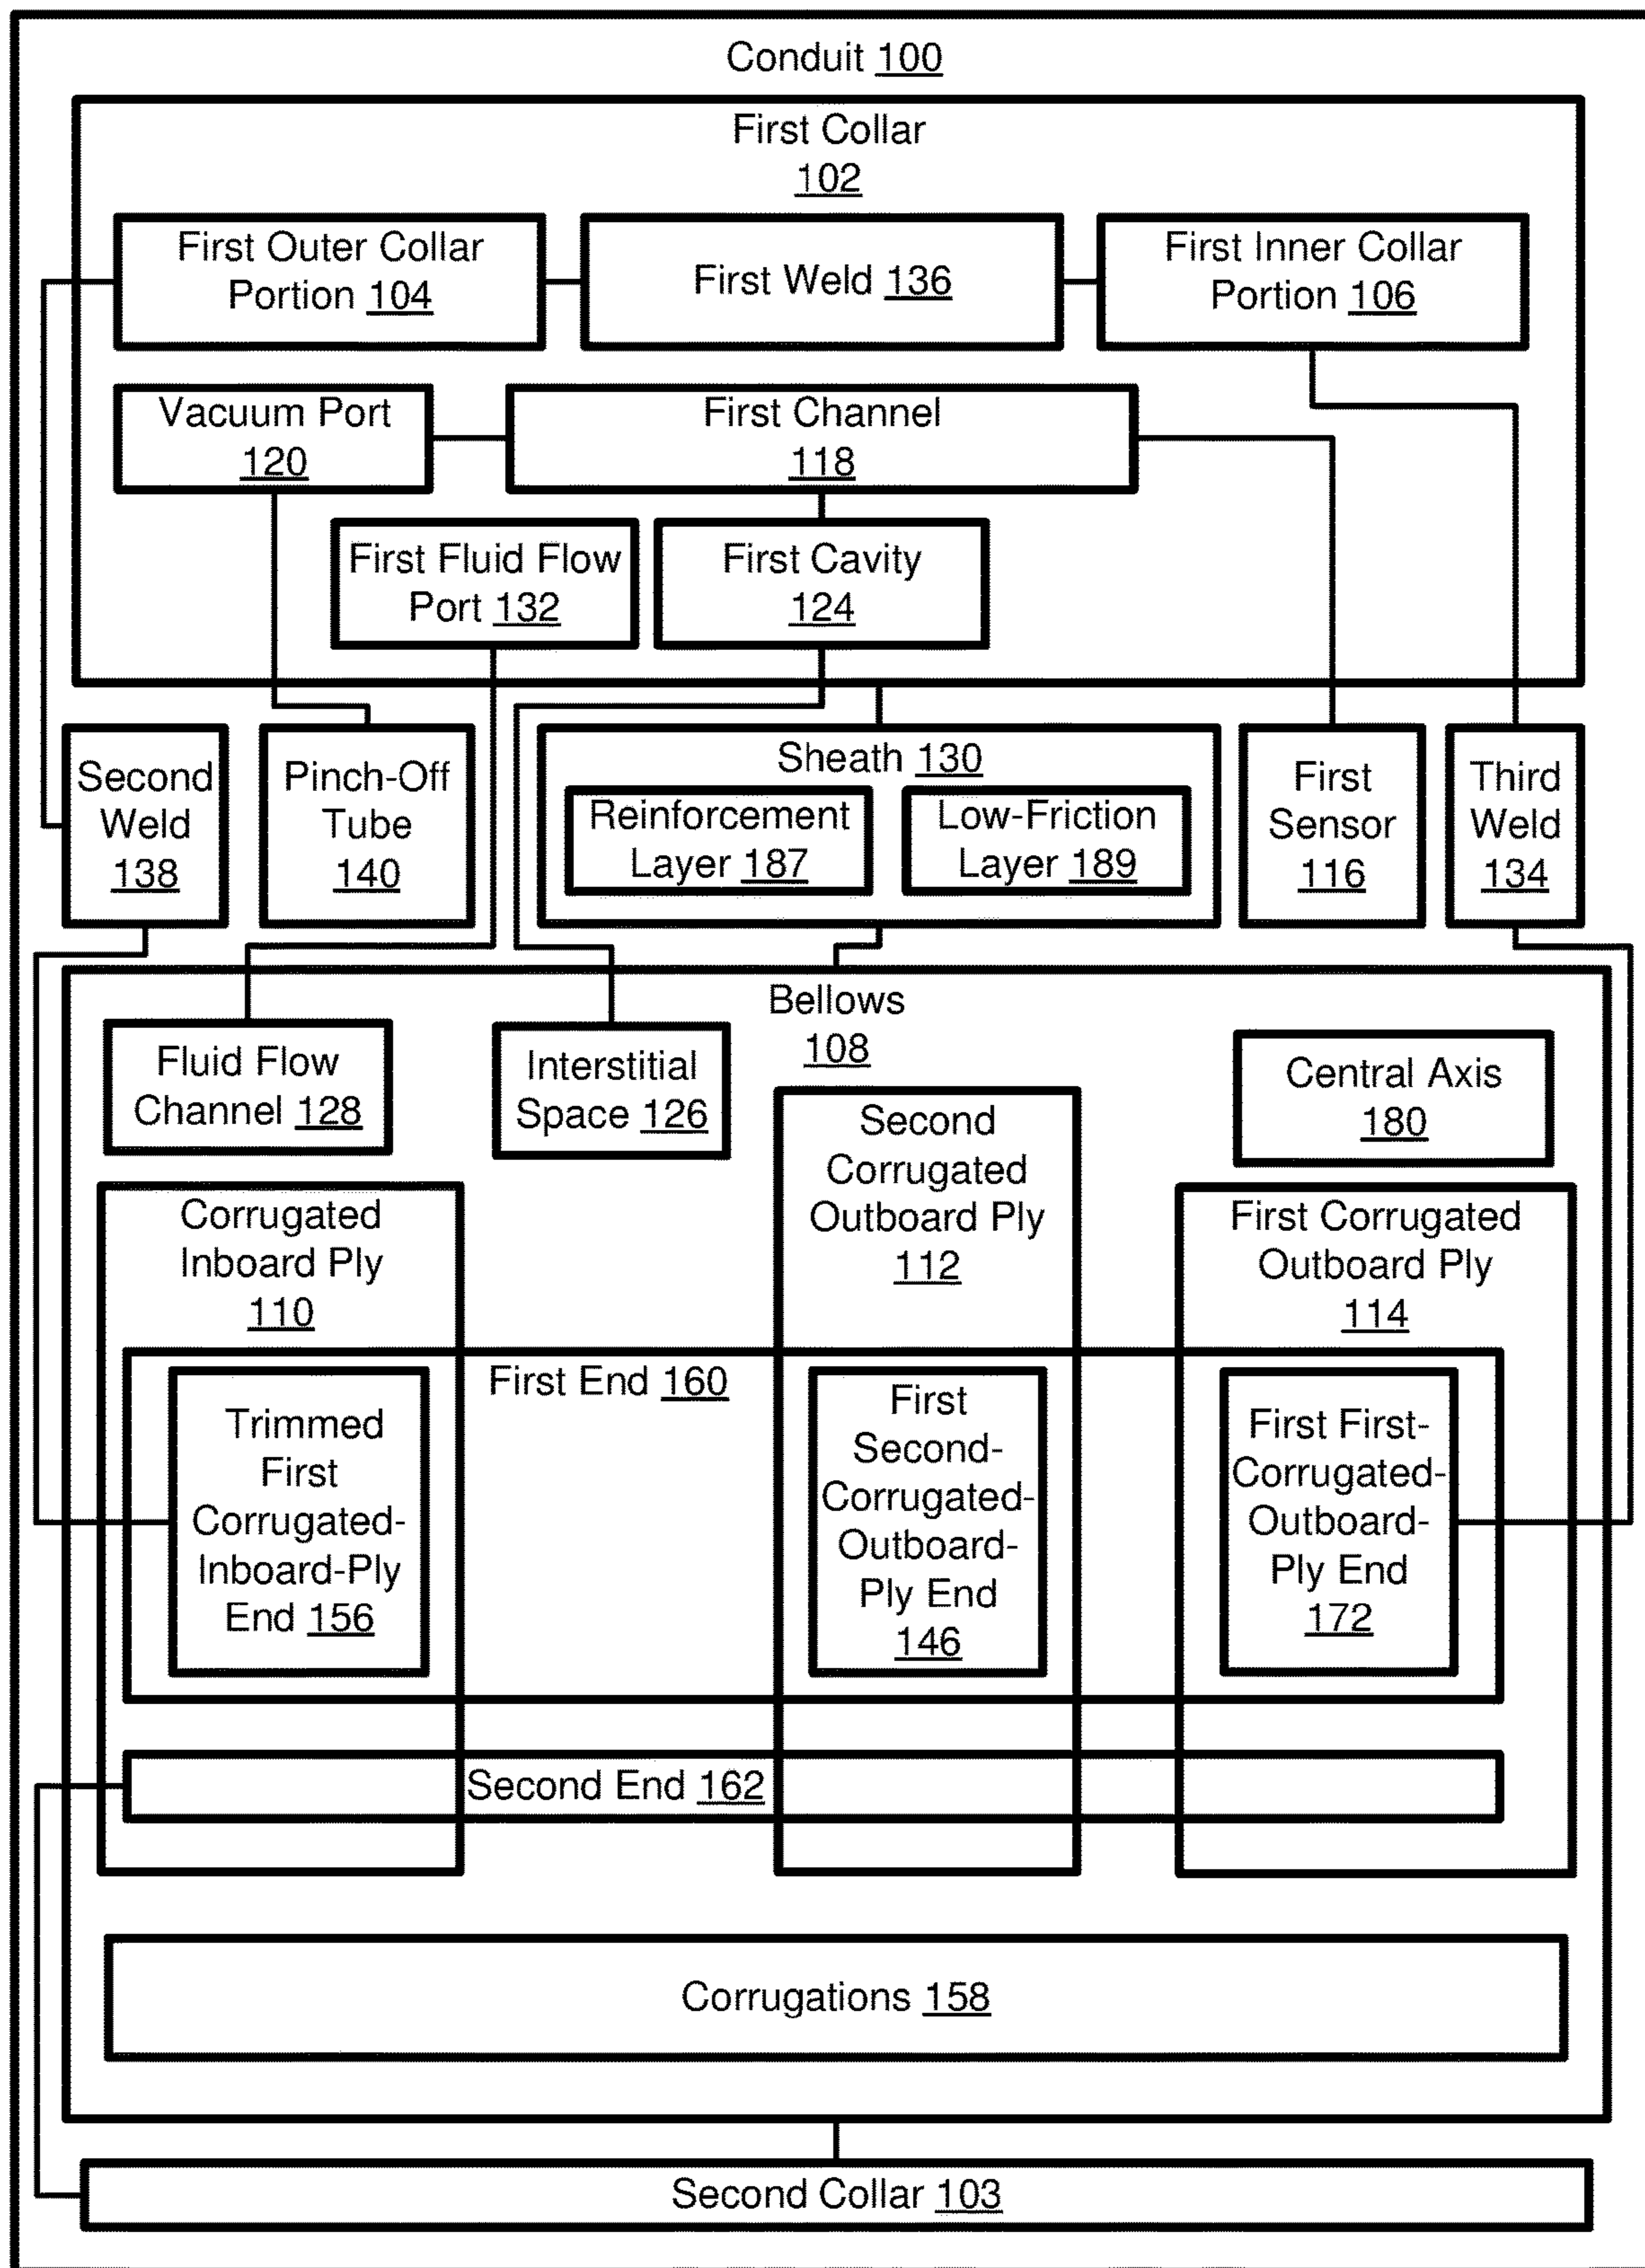 Conduit 100
First Collar
102
First Outer Collar
Portion 104
First Weld 136
First Inner Collar
Portion 106
Vacuum Port
120
First Channel
118
First Fluid Flow
Port 132
First Cavity
124
Second
Weld
138
Pinch-Off
Tube
140
Sheath 130
Reinforcement
Layer 187
Low-Friction
Layer 189
First
Sensor
116
Third
Weld
134
Bellows
108
Fluid Flow
Channel 128
Interstitial
Space 126
Central Axis
180
Corrugated
Inboard Ply
110
Second
Corrugated
Outboard Ply
112
First Corrugated
Outboard Ply
114
First End 160
Trimmed
First
Corrugated-
Inboard-Ply
End 156
First
Second-
Corrugated-
Outboard-
Ply End
146
First First-
Corrugated-
Outboard-
Ply End
172
Second End 162
Corrugations 158
Second Collar 103